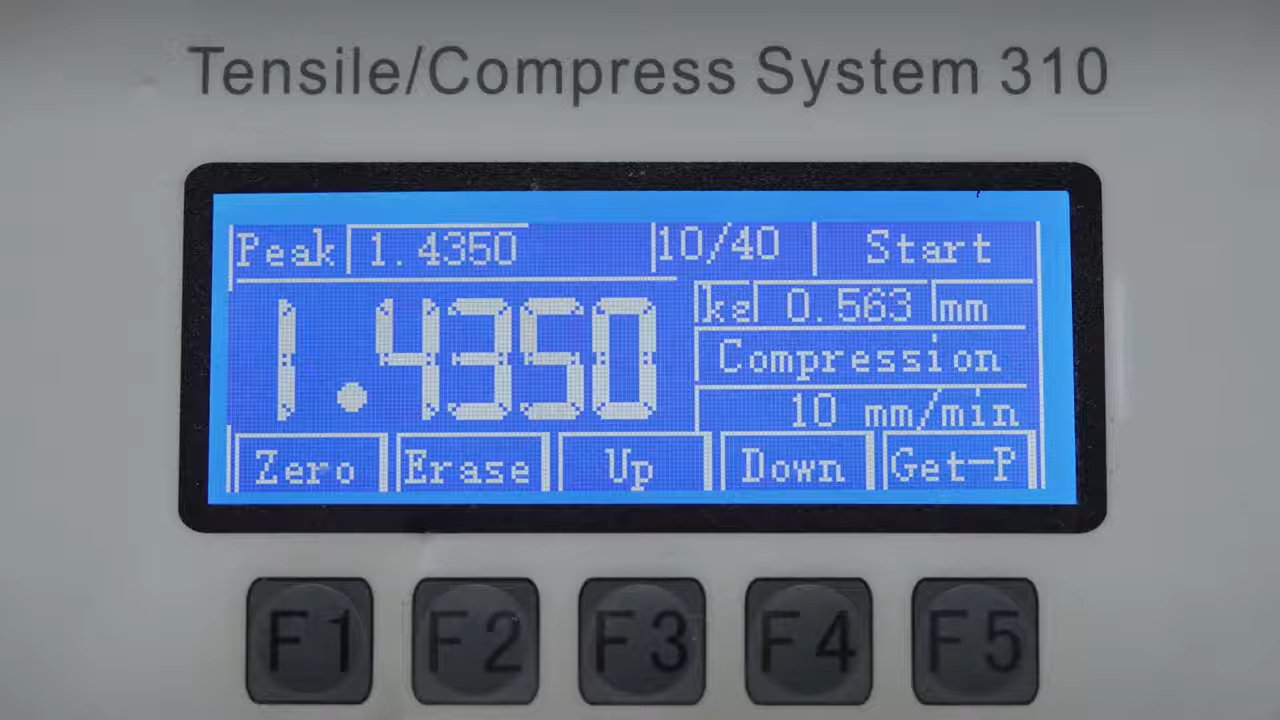 Tensile/Compress System 310
Peak 1.4350 10/40 Start
1.4350
kg 0.563 mm
Compression
10 mm/min
Zero Erase Up Down Get-P
F1 F2 F3 F4 F5